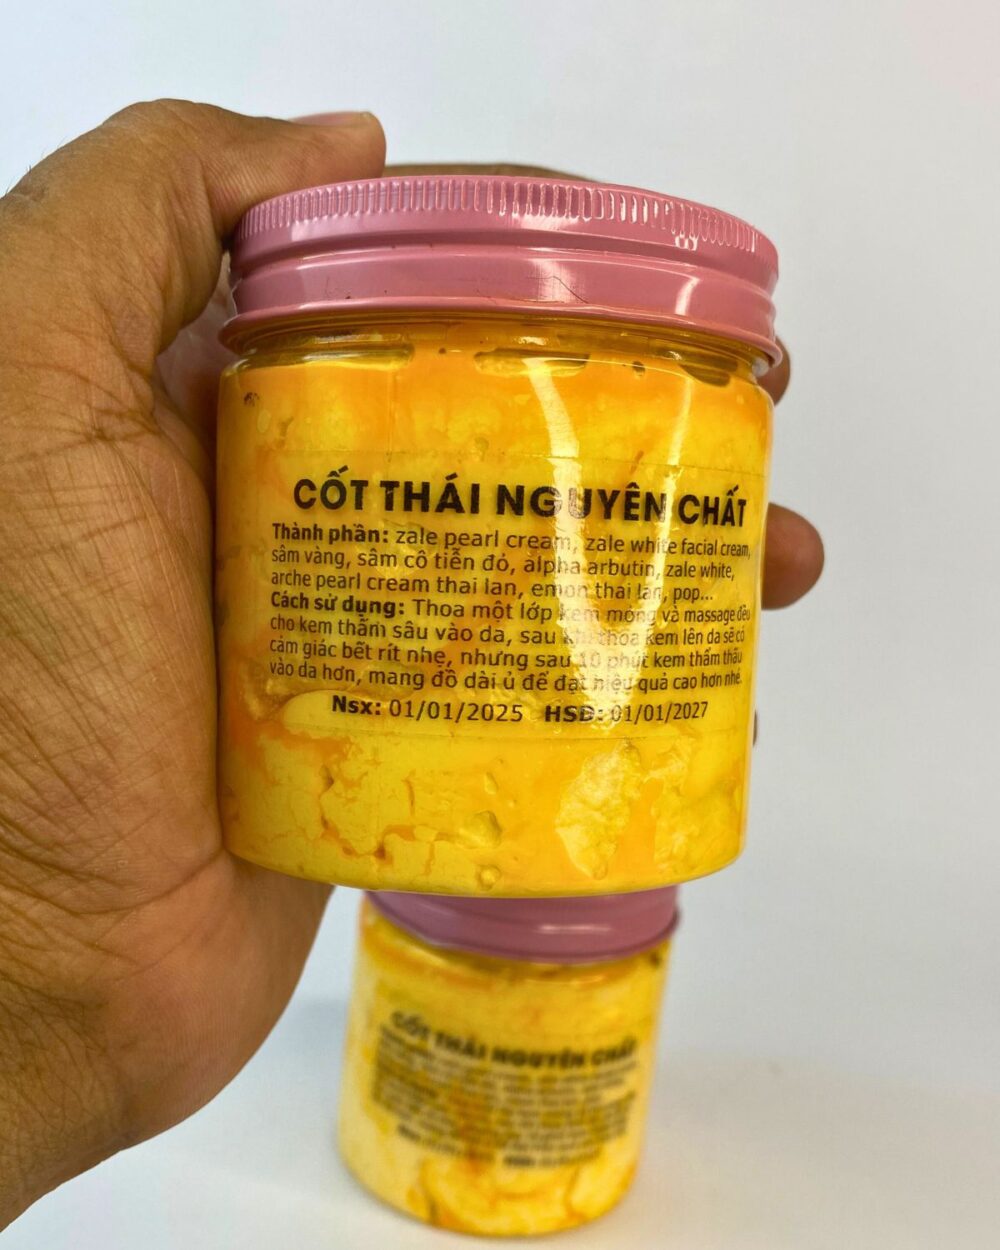 CỐT THÁI NGUYÊN CHẤT
Thành phần: zale pearl cream, zale white facial cream,
sâm vàng, sâm cô tiễn đỏ, alpha arbutin, zale white,
arche pearl cream thai lan, emon thai lan, pop...
Cách sử dụng: Thoa một lớp kem mỏng và massage đều
cho kem thẫm sâu vào da, sau khi thoa kem lên da sẽ có
cảm giác bết rít nhẹ, nhưng sau 10 phút kem thẩm thấu
vào da hơn, mang đồ dài ủ để đạt hiệu quả cao hơn nhé.
Nsx: 01/01/2025 HSD: 01/01/2027
CỐT THÁI NGUYÊN CHẤT